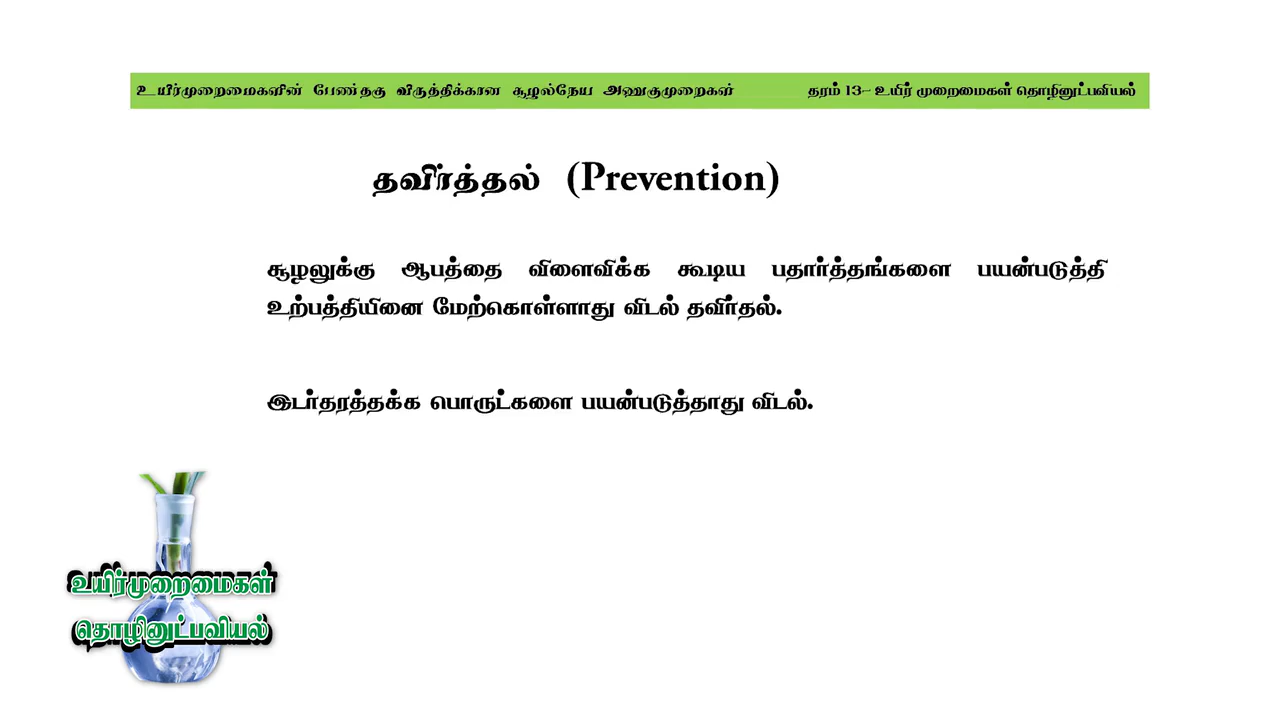 உயிர்முறைமைகளின் பேண்தகு விருத்திக்கான சூழல்நேய அணுகுமுறைகள் தரம் 13– உயிர் முறைமைகள் தொழினுட்பவியல்
தவிர்த்தல் (Prevention)
சூழலுக்கு ஆபத்தை விளைவிக்க கூடிய பதார்த்தங்களை பயன்படுத்தி
உற்பத்தியினை மேற்கொள்ளாது விடல் தவிர்தல்.
இடர்தரத்தக்க பொருட்களை பயன்படுத்தாது விடல்.
உயிர்முறைமைகள்
தொழினுட்பவியல்